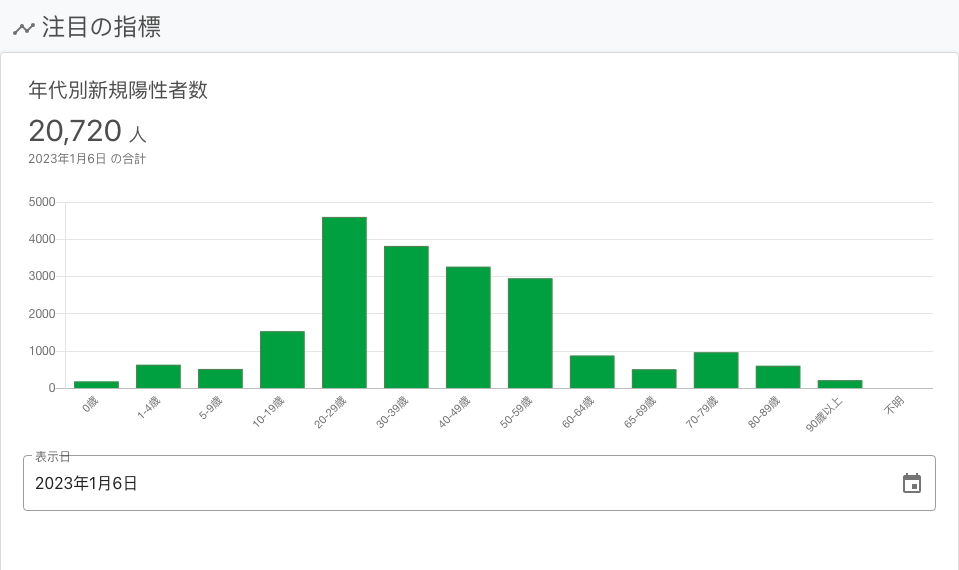 注目の指標
年代別新規陽性者数
20,720 人
2023年1月6日 の合計
5000
4000
3000
2000
1000
0
0歳
1-4歳
5-9歳
10-19歳
20-29歳
30-39歳
40-49歳
50-59歳
60-64歳
65-69歳
70-79歳
80-89歳
90歳以上
不明
表示日
2023年1月6日